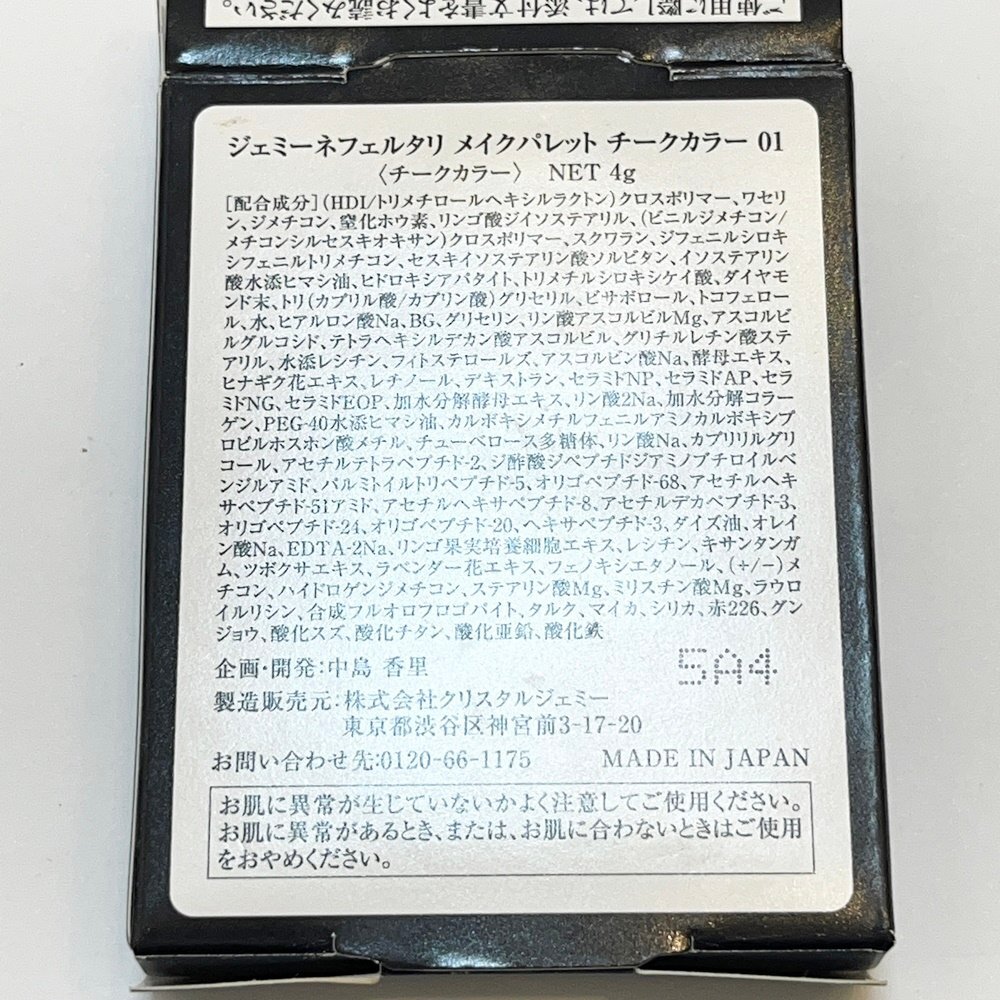 ご使用に際しては、添付文書をよくお読みください。
ジェミーネフェルタリ メイクパレット チークカラー 01
〈チークカラー〉 NET 4g
[配合成分](HDI/トリメチロールヘキシルラクトン)クロスポリマー、ワセリ
ン、ジメチコン、窒化ホウ素、リンゴ酸ジイソステアリル、(ビニルジメチコン/
メチコンシルセスキオキサン)クロスポリマー、スクワラン、ジフェニルシロキ
シフェニルトリメチコン、セスキイソステアリン酸ソルビタン、イソステアリン
酸水添ヒマシ油、ヒドロキシアパタイト、トリメチルシロキシケイ酸、ダイヤモ
ンド末、トリ(カプリル酸/カプリン酸)グリセリル、ビサボロール、トコフェロー
ル、水、ヒアルロン酸Na、BG、グリセリン、リン酸アスコルビルMg、アスコルビ
ルグルコシド、テトラヘキシルデカン酸アスコルビル、グリチルレチン酸ステ
アリル、水添レシチン、フィトステロールズ、アスコルビン酸Na、酵母エキス、
ヒナギク花エキス、レチノール、デキストラン、セラミドNP、セラミドAP、セラ
ミドNG、セラミドEOP、加水分解酵母エキス、リン酸2Na、加水分解コラー
ゲン、PEG-40水添ヒマシ油、カルボキシメチルフェニルアミノカルボキシプ
ロピルホスホン酸メチル、チューベロース多糖体、リン酸Na、カプリリルグリ
コール、アセチルテトラペプチド-2、ジ酢酸ジペプチドジアミノブチロイルベ
ンジルアミド、パルミトイルトリペプチド-5、オリゴペプチド-68、アセチルヘキ
サペプチド-51アミド、アセチルヘキサペプチド-8、アセチルデカペプチド-3、
オリゴペプチド-24、オリゴペプチド-20、ヘキサペプチド-3、ダイズ油、オレイ
ン酸Na、EDTA-2Na、リンゴ果実培養細胞エキス、レシチン、キサンタンガ
ム、ツボクサエキス、ラベンダー花エキス、フェノキシエタノール、(+/−)メ
チコン、ハイドロゲンジメチコン、ステアリン酸Mg、ミリスチン酸Mg、ラウロ
イルリシン、合成フルオロフロゴパイト、タルク、マイカ、シリカ、赤226、グン
ジョウ、酸化スズ、酸化チタン、酸化亜鉛、酸化鉄
企画・開発:中島 香里
5A4
製造販売元:株式会社クリスタルジェミー
東京都渋谷区神宮前3-17-20
お問い合わせ先:0120-66-1175 MADE IN JAPAN
お肌に異常が生じていないかよく注意してご使用ください。
お肌に異常があるとき、または、お肌に合わないときはご使用
をおやめください。